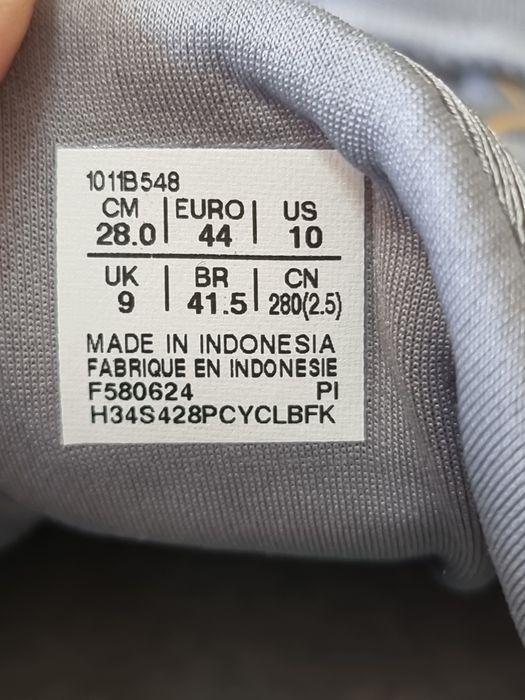 1011B548
CM | EURO | US
28.0 | 44 | 10
UK | BR | CN
9 | 41.5 | 280(2.5)
MADE IN INDONESIA
FABRIQUE EN INDONESIE
F580624 PI
H34S428PCYCLBFK